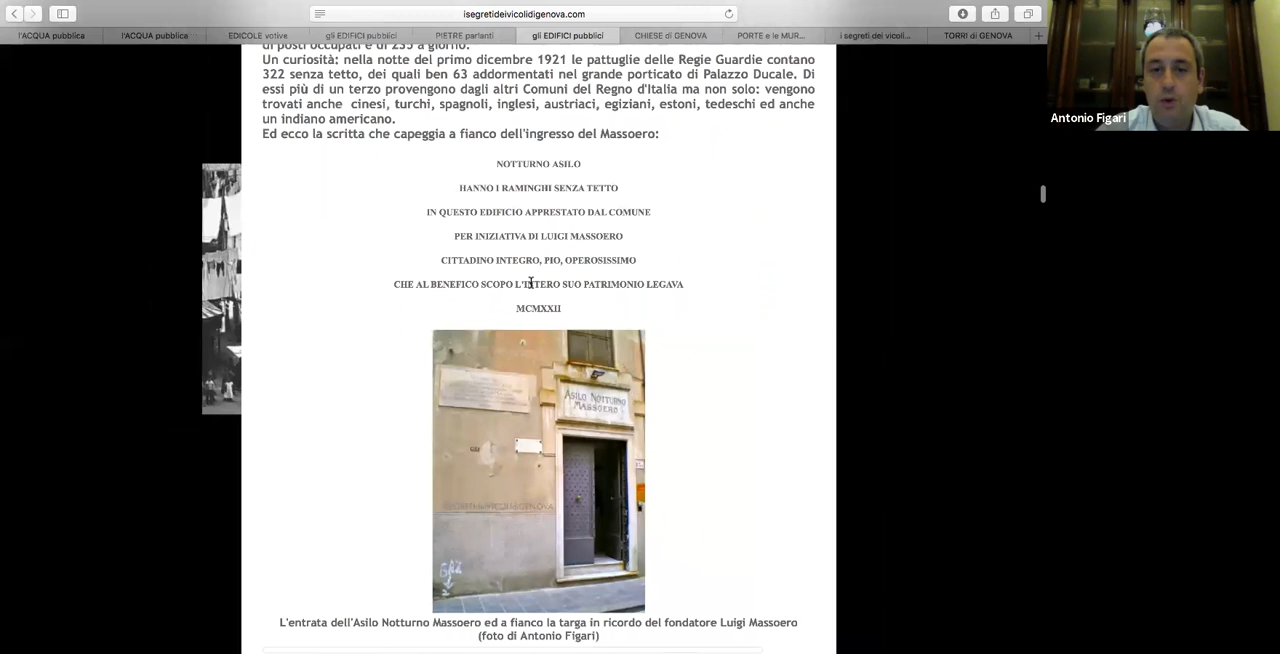 isegretideivicolidigenova.com
l'ACQUA pubblica
l'ACQUA pubblica
EDICOLE votive
gli EDIFICI pubblici
PIETRE parlanti
gli EDIFICI pubblici
CHIESE di GENOVA
PORTE e le MUR...
i segreti dei vicoli...
TORRI di GENOVA
Antonio Figari
di posti occupati e di 235 a giorno.
Un curiosità: nella notte del primo dicembre 1921 le pattuglie delle Regie Guardie contano
322 senza tetto, dei quali ben 63 addormentati nel grande porticato di Palazzo Ducale. Di
essi più di un terzo provengono dagli altri Comuni del Regno d'Italia ma non solo: vengono
trovati anche cinesi, turchi, spagnoli, inglesi, austriaci, egiziani, estoni, tedeschi ed anche
un indiano americano.
Ed ecco la scritta che capeggia a fianco dell'ingresso del Massoero:
NOTTURNO ASILO
HANNO I RAMINGHI SENZA TETTO
IN QUESTO EDIFICIO APPRESTATO DAL COMUNE
PER INIZIATIVA DI LUIGI MASSOERO
CITTADINO INTEGRO, PIO, OPEROSISSIMO
CHE AL BENEFICO SCOPO L'INTERO SUO PATRIMONIO LEGAVA
MCMXXII
ASILO NOTTURNO
MASSOERO
GRZ
L'entrata dell'Asilo Notturno Massoero ed a fianco la targa in ricordo del fondatore Luigi Massoero
(foto di Antonio Figari)